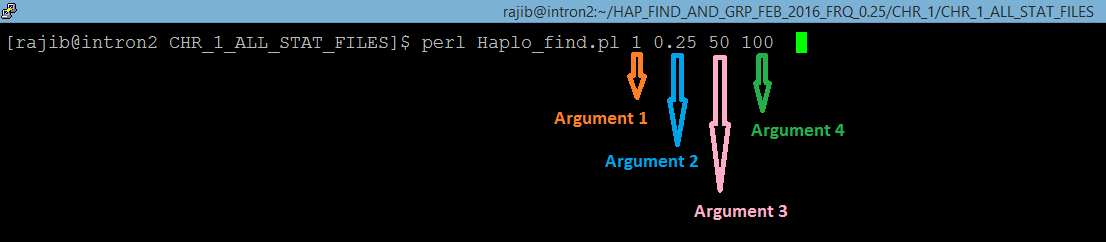 rajib@intron2:~/HAP_FIND_AND_GRP_FEB_2016_FRQ_0.25/CHR_1/CHR_1_ALL_STAT_FILES
[rajib@intron2 CHR_1_ALL_STAT_FILES]$ perl Haplo_find.pl 1 0.25 50 100
Argument 1
Argument 4
Argument 2
Argument 3